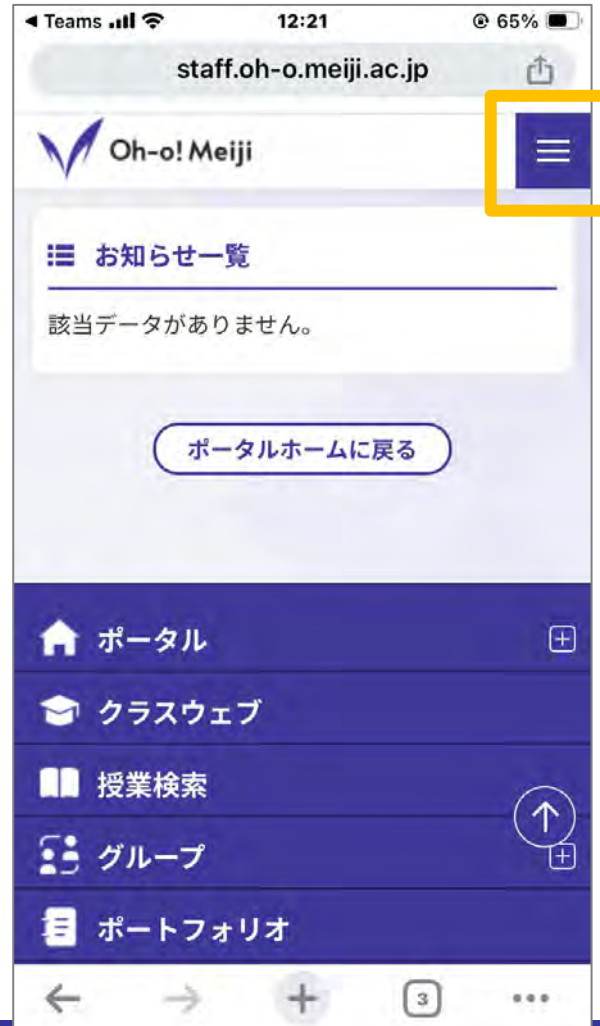 Teams 12:21 65%
staff.oh-o.meiji.ac.jp
Oh-o! Meiji
お知らせ一覧
該当データがありません。
ポータルホームに戻る
ポータル
クラスウェブ
授業検索
グループ
ポートフォリオ
3